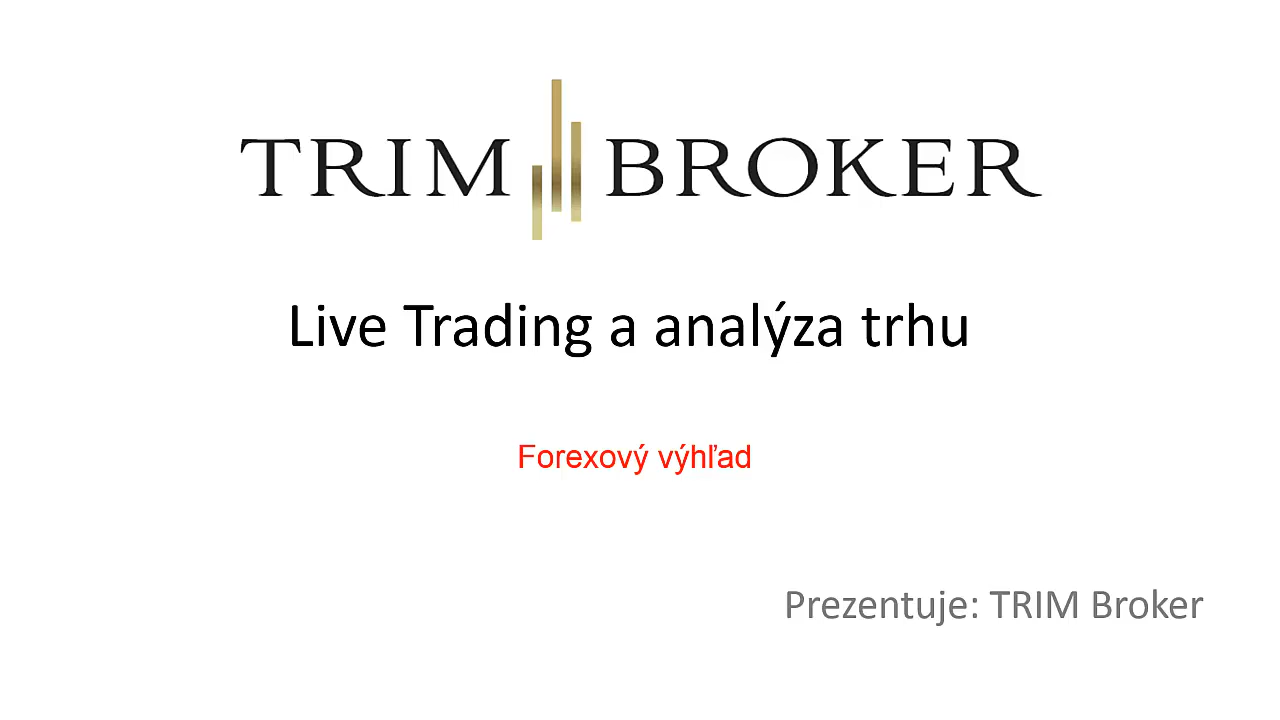 TRIM BROKER
Live Trading a analýza trhu
Forexový výhľad
Prezentuje: TRIM Broker